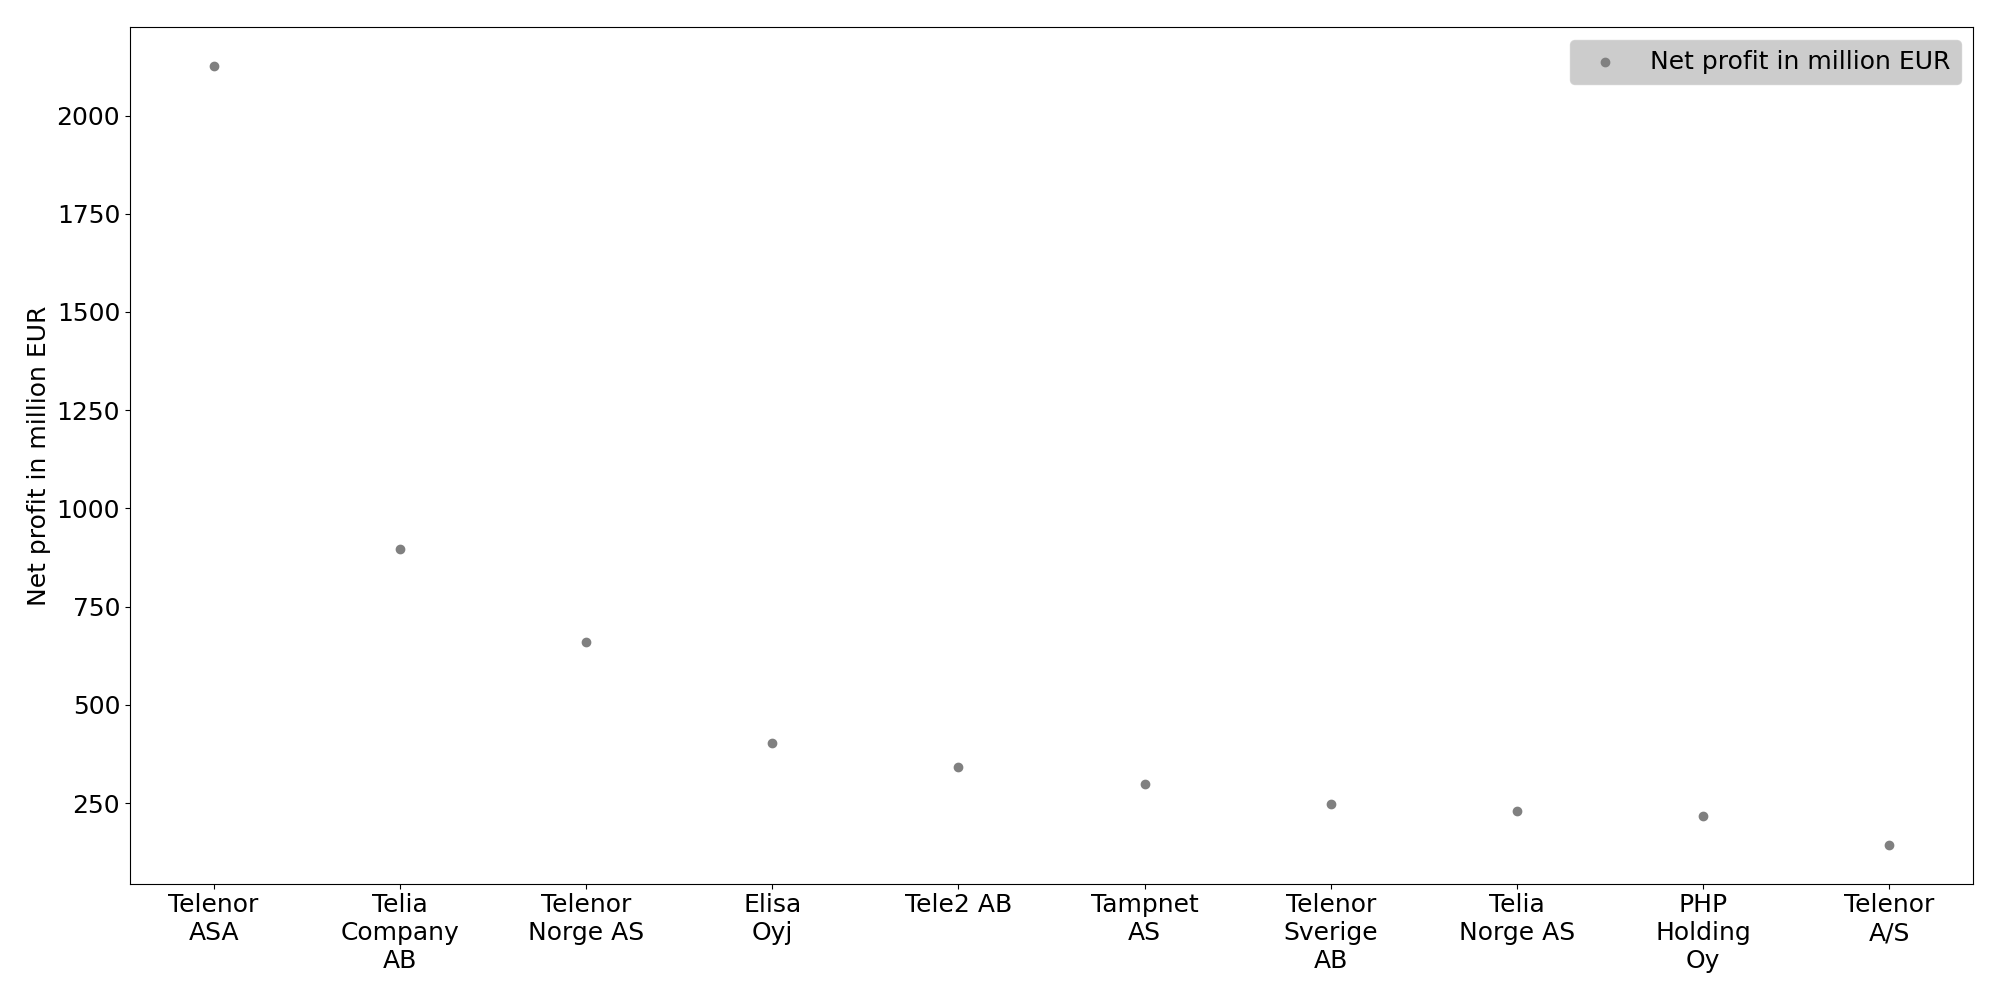 Net profit in million EUR
Net profit in million EUR
2000
1750
1500
1250
1000
750
500
250
Telenor
ASA
Telia
Company
AB
Telenor
Norge AS
Elisa
Oyj
Tele2 AB
Tampnet
AS
Telenor
Sverige
AB
Telia
Norge AS
PHP
Holding
Oy
Telenor
A/S